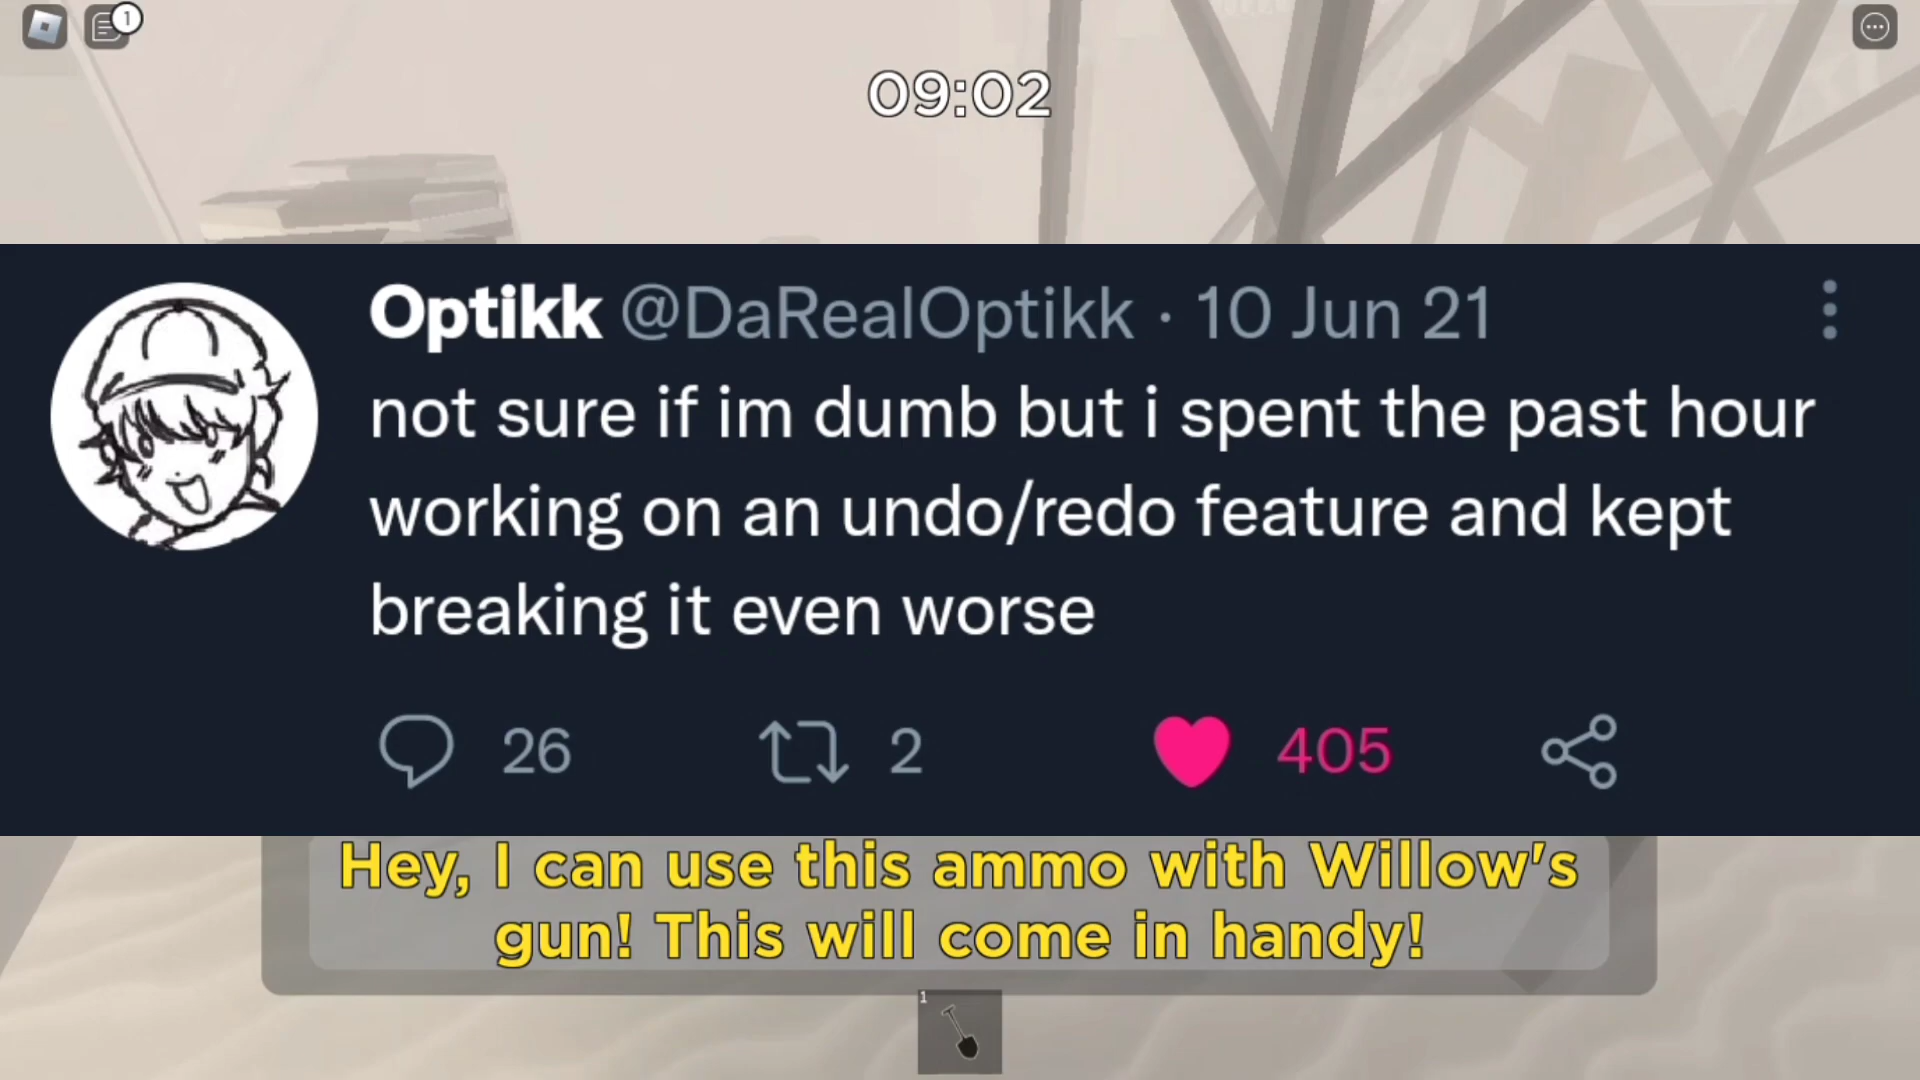 1
09:02
Optikk @DaRealOptikk · 10 Jun 21
not sure if im dumb but i spent the past hour
working on an undo/redo feature and kept
breaking it even worse
26 2 405
Hey, I can use this ammo with Willow's
gun! This will come in handy!
1